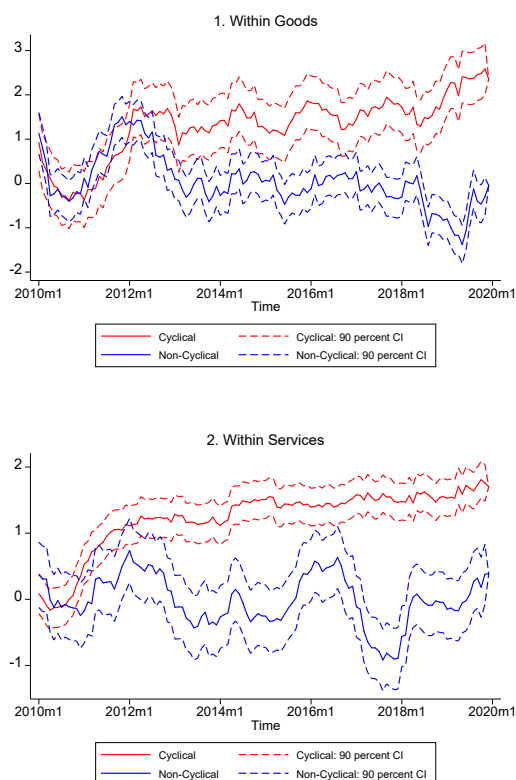 1. Within Goods
3
2
1
0
-1
-2
2010m1 2012m1 2014m1 2016m1 2018m1 2020m1
Time
Cyclical Cyclical: 90 percent CI
Non-Cyclical Non-Cyclical: 90 percent CI
2. Within Services
2
1
0
-1
2010m1 2012m1 2014m1 2016m1 2018m1 2020m1
Time
Cyclical Cyclical: 90 percent CI
Non-Cyclical Non-Cyclical: 90 percent CI